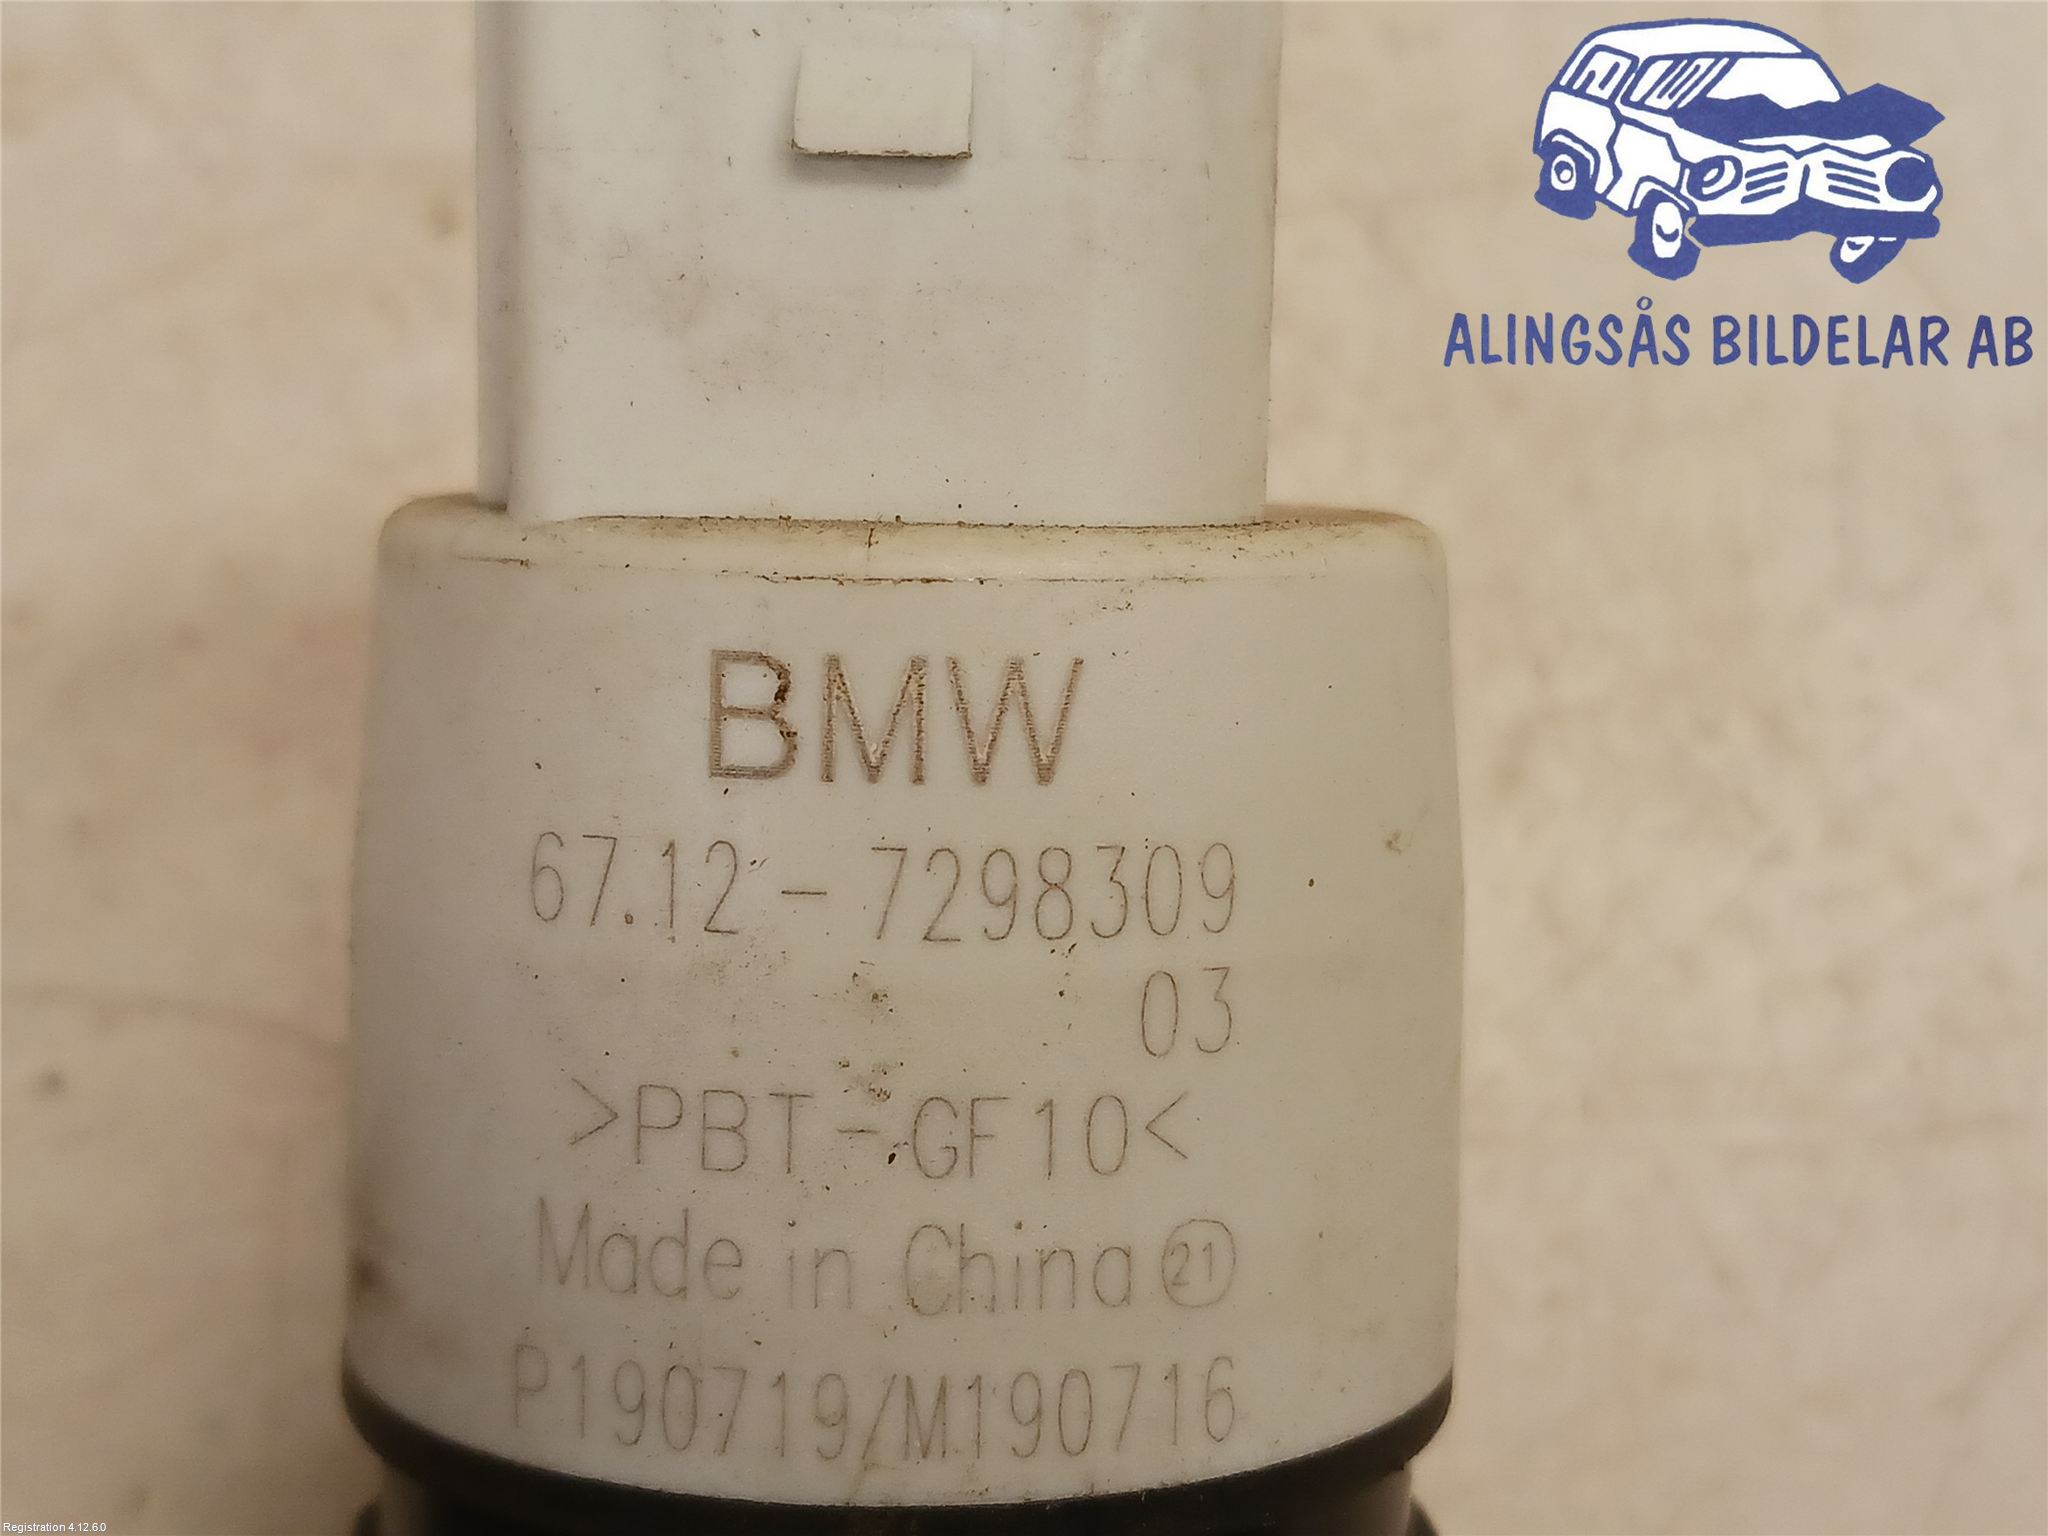 ALINGSÅS BILDELAR AB
BMW
67.12-7298309
03
>PBT-GF10<
Made in China 21
P190719/M190716
Registration 4.12.6.0